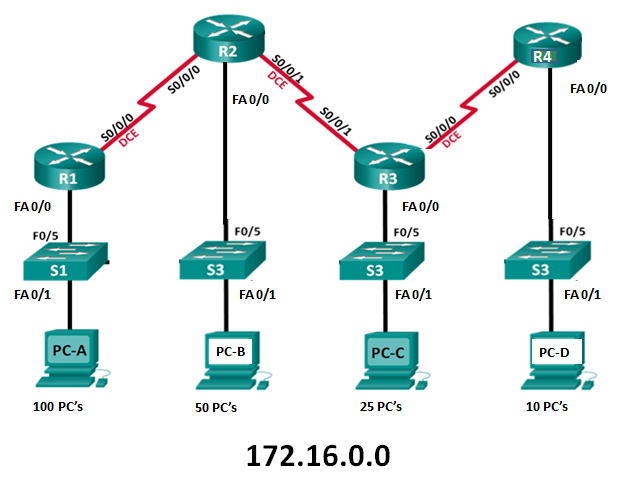 R2
R4
S0/0/0
S0/0/1
DCE
FA 0/0
S0/0/0
FA 0/0
S0/0/0
DCE
S0/0/1
S0/0/0
DCE
R1
R3
FA 0/0
FA 0/0
F0/5
F0/5
F0/5
F0/5
S1
S3
S3
S3
FA 0/1
FA 0/1
FA 0/1
FA 0/1
PC-A
PC-B
PC-C
PC-D
100 PC's
50 PC's
25 PC's
10 PC's
172.16.0.0